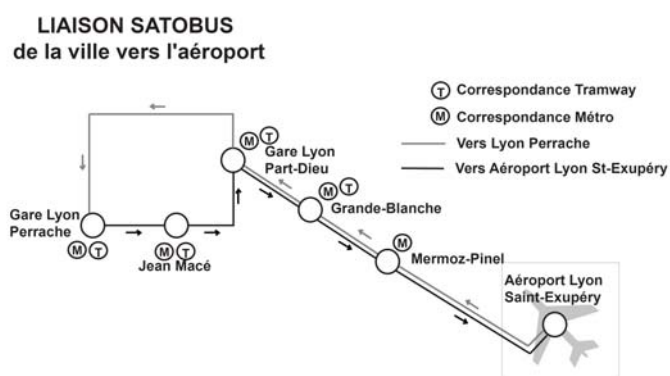 LIAISON SATOBUS
de la ville vers l'aéroport
T Correspondance Tramway
M Correspondance Métro
Vers Lyon Perrache
Vers Aéroport Lyon St-Exupéry
M T
Gare Lyon
Part-Dieu
M T
Grande-Blanche
Gare Lyon
Perrache
M T
M T
Jean Macé
M
Mermoz-Pinel
Aéroport Lyon
Saint-Exupéry